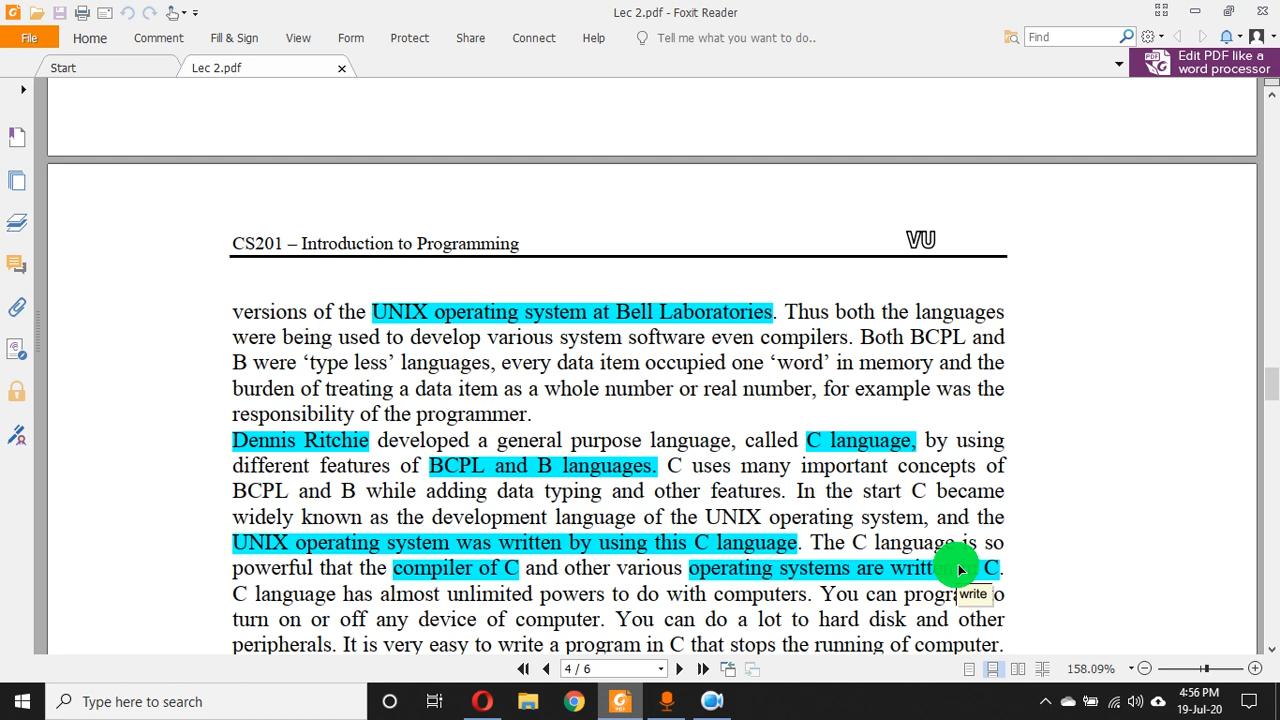 Lec 2.pdf - Foxit Reader
File Home Comment Fill & Sign View Form Protect Share Connect Help Tell me what you want to do.. Find
Start Lec 2.pdf
Edit PDF like a
word processor
CS201 – Introduction to Programming VU
versions of the UNIX operating system at Bell Laboratories. Thus both the languages
were being used to develop various system software even compilers. Both BCPL and
B were ‘type less’ languages, every data item occupied one ‘word’ in memory and the
burden of treating a data item as a whole number or real number, for example was the
responsibility of the programmer.
Dennis Ritchie developed a general purpose language, called C language, by using
different features of BCPL and B languages. C uses many important concepts of
BCPL and B while adding data typing and other features. In the start C became
widely known as the development language of the UNIX operating system, and the
UNIX operating system was written by using this C language. The C language is so
powerful that the compiler of C and other various operating systems are written C.
write
C language has almost unlimited powers to do with computers. You can program to
turn on or off any device of computer. You can do a lot to hard disk and other
peripherals. It is very easy to write a program in C that stops the running of computer.
4 / 6 158.09%
Type here to search
4:56 PM
19-Jul-20